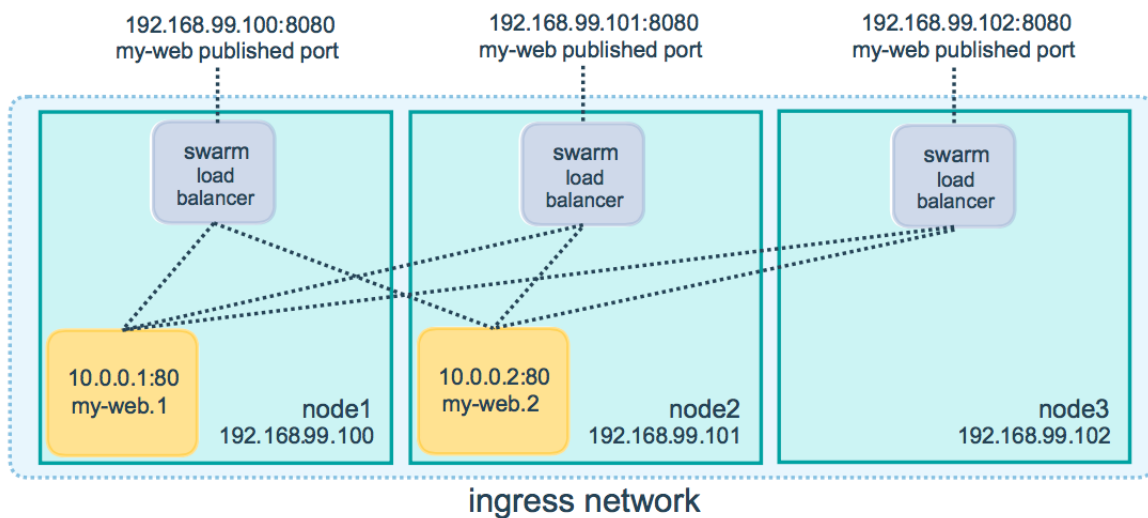 192.168.99.100:8080
my-web published port
192.168.99.101:8080
my-web published port
192.168.99.102:8080
my-web published port
swarm
load
balancer
swarm
load
balancer
swarm
load
balancer
10.0.0.1:80
my-web.1
node1
192.168.99.100
10.0.0.2:80
my-web.2
node2
192.168.99.101
node3
192.168.99.102
ingress network